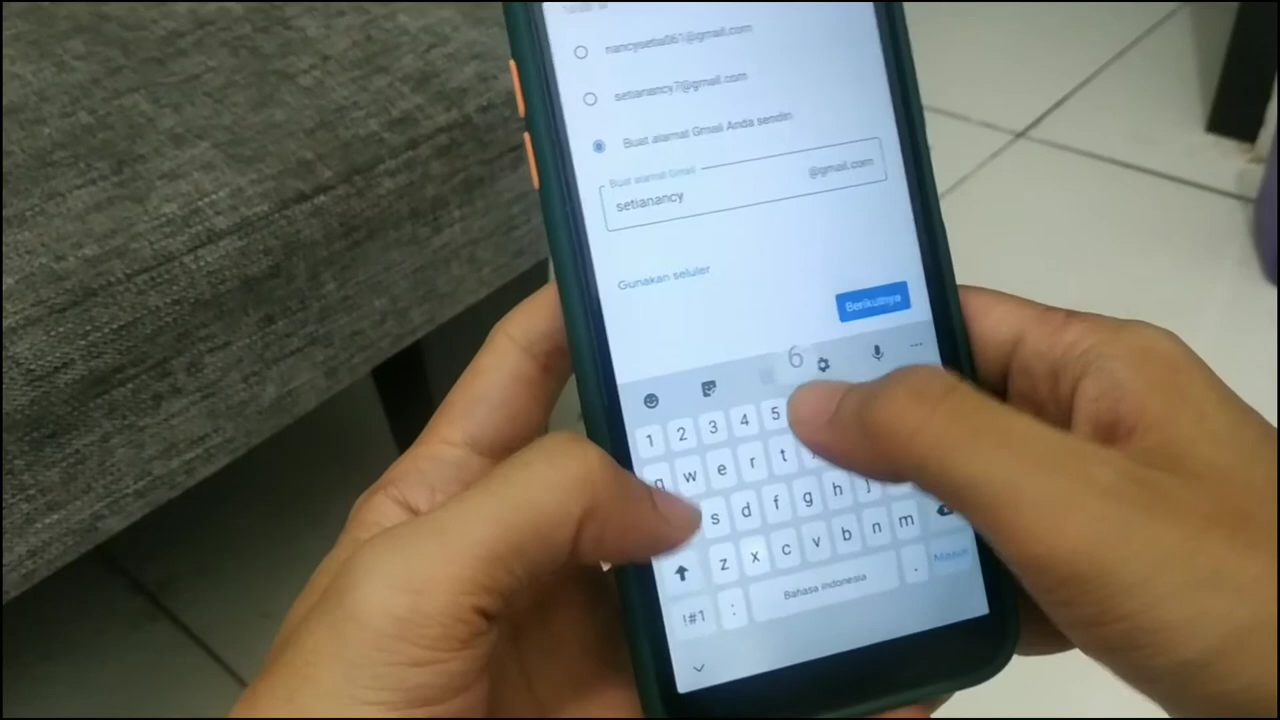 nancysetia067@gmail.com
setianancy7@gmail.com
Buat alamat Gmail Anda sendiri
Buat alamat Gmail
setianancy
@gmail.com
Gunakan seluler
Berikutnya
6
1 2 3 4 5
q w e r t
s d f g h j
z x c v b n m
!#1 : Bahasa Indonesia . Masuk